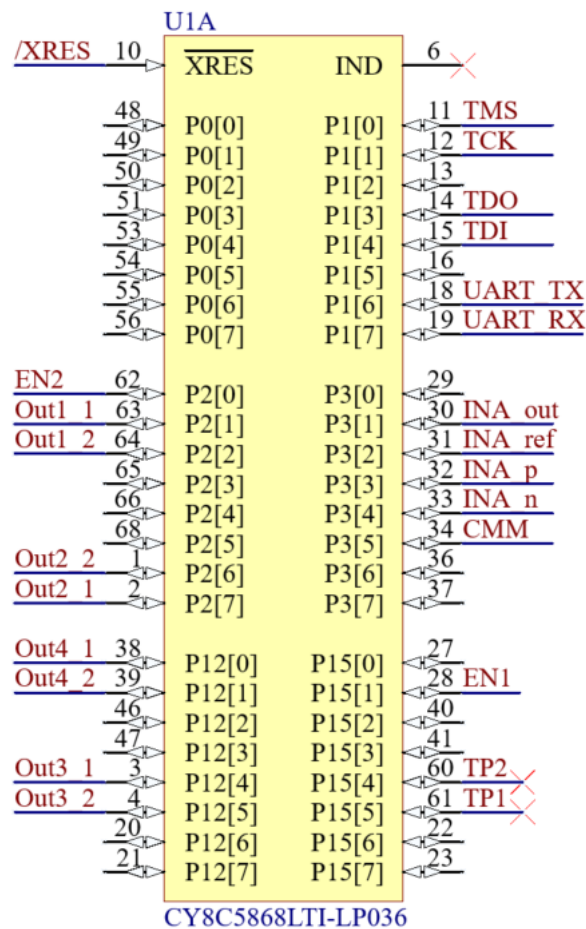 U1A
/XRES 10 XRES IND 6
48 P0[0] P1[0] 11 TMS
49 P0[1] P1[1] 12 TCK
50 P0[2] P1[2] 13
51 P0[3] P1[3] 14 TDO
53 P0[4] P1[4] 15 TDI
54 P0[5] P1[5] 16
55 P0[6] P1[6] 18 UART_TX
56 P0[7] P1[7] 19 UART_RX
EN2 62 P2[0] P3[0] 29
Out1_1 63 P2[1] P3[1] 30 INA_out
Out1_2 64 P2[2] P3[2] 31 INA_ref
65 P2[3] P3[3] 32 INA_p
66 P2[4] P3[4] 33 INA_n
68 P2[5] P3[5] 34 CMM
Out2_2 1 P2[6] P3[6] 36
Out2_1 2 P2[7] P3[7] 37
Out4_1 38 P12[0] P15[0] 27
Out4_2 39 P12[1] P15[1] 28 EN1
46 P12[2] P15[2] 40
47 P12[3] P15[3] 41
Out3_1 3 P12[4] P15[4] 60 TP2
Out3_2 4 P12[5] P15[5] 61 TP1
20 P12[6] P15[6] 22
21 P12[7] P15[7] 23
CY8C5868LTI-LP036